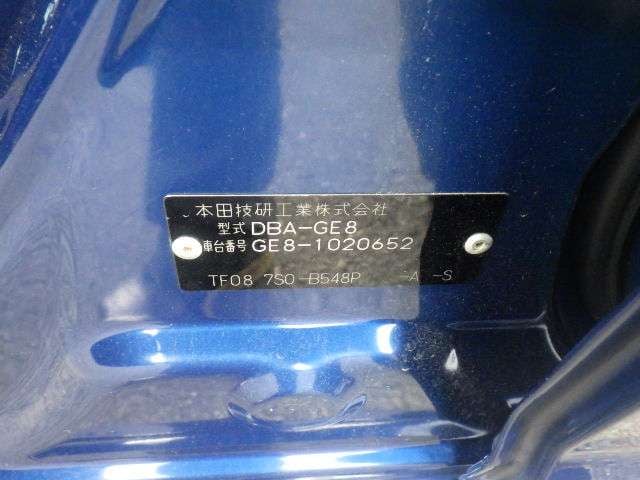 本田技研工業株式会社
型式 DBA-GE8
車台番号 GE8-1020652
TF08 7S0 B548P -A -S